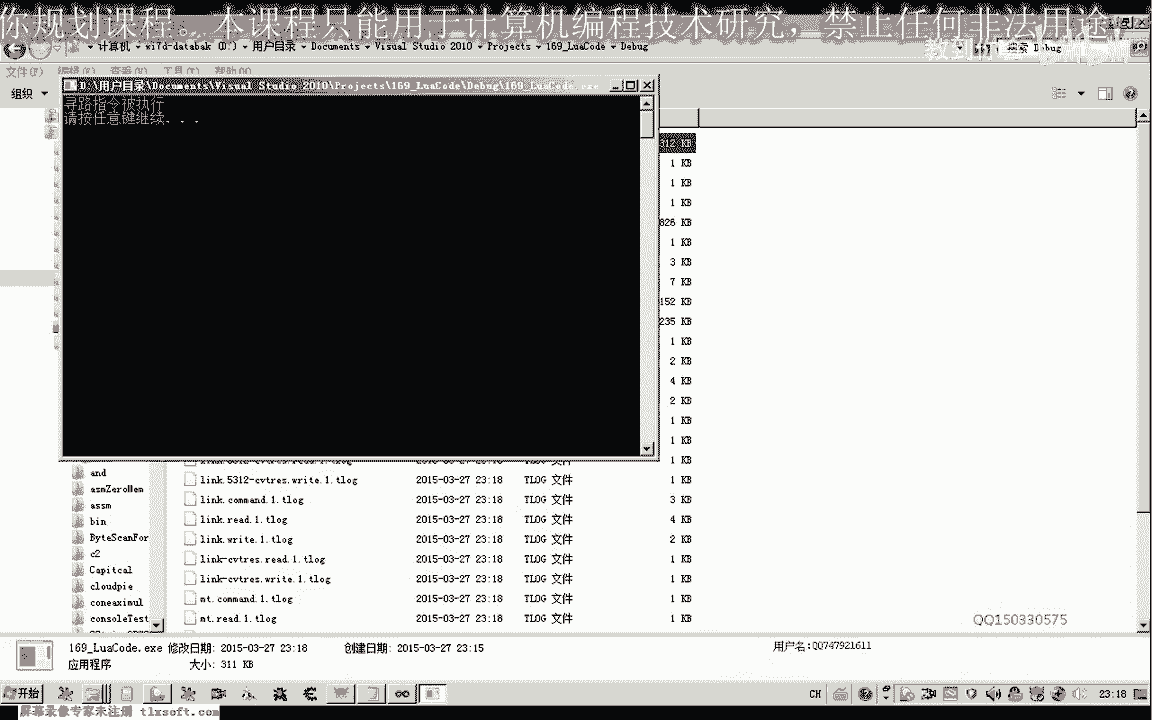 你规划课程。本课程只能用于计算机编程技术研究，禁止任何非法用途
计算机 ▸ wi7d-databak (D:) ▸ 用户目录 ▸ Documents ▸ Visual Studio 2010 ▸ Projects ▸ 169_LuaCode ▸ Debug
搜索 Debug
文件(F) 编辑(E) 查看(V) 工具(T) 帮助(H)
组织
D:\用户目录\Documents\Visual Studio 2010\Projects\169_LuaCode\Debug\169_LuaCode.exe
寻路指令被执行
请按任意键继续. . .
312 KB
1 KB
1 KB
1 KB
826 KB
1 KB
3 KB
7 KB
152 KB
235 KB
1 KB
2 KB
4 KB
2 KB
1 KB
1 KB
1 KB
and
link.5312-cvtres.write.1.tlog 2015-03-27 23:18 TLOG 文件 1 KB
asmZeroMem
link.command.1.tlog 2015-03-27 23:18 TLOG 文件 3 KB
assm
bin
link.read.1.tlog 2015-03-27 23:18 TLOG 文件 4 KB
ByteScanFor
link.write.1.tlog 2015-03-27 23:18 TLOG 文件 2 KB
c2
link-cvtres.read.1.tlog 2015-03-27 23:18 TLOG 文件 1 KB
Capitcal
link-cvtres.write.1.tlog 2015-03-27 23:18 TLOG 文件 1 KB
cloudpie
coneaximul
mt.command.1.tlog 2015-03-27 23:18 TLOG 文件 1 KB
consoleTest
mt.read.1.tlog 2015-03-27 23:18 TLOG 文件 1 KB
QQ150330575
169_LuaCode.exe 修改日期: 2015-03-27 23:18 创建日期: 2015-03-27 23:15
用户名:QQ747921611
应用程序 大小: 311 KB
开始
CH
23:18
屏幕录像专家未注册 tlxsoft.com